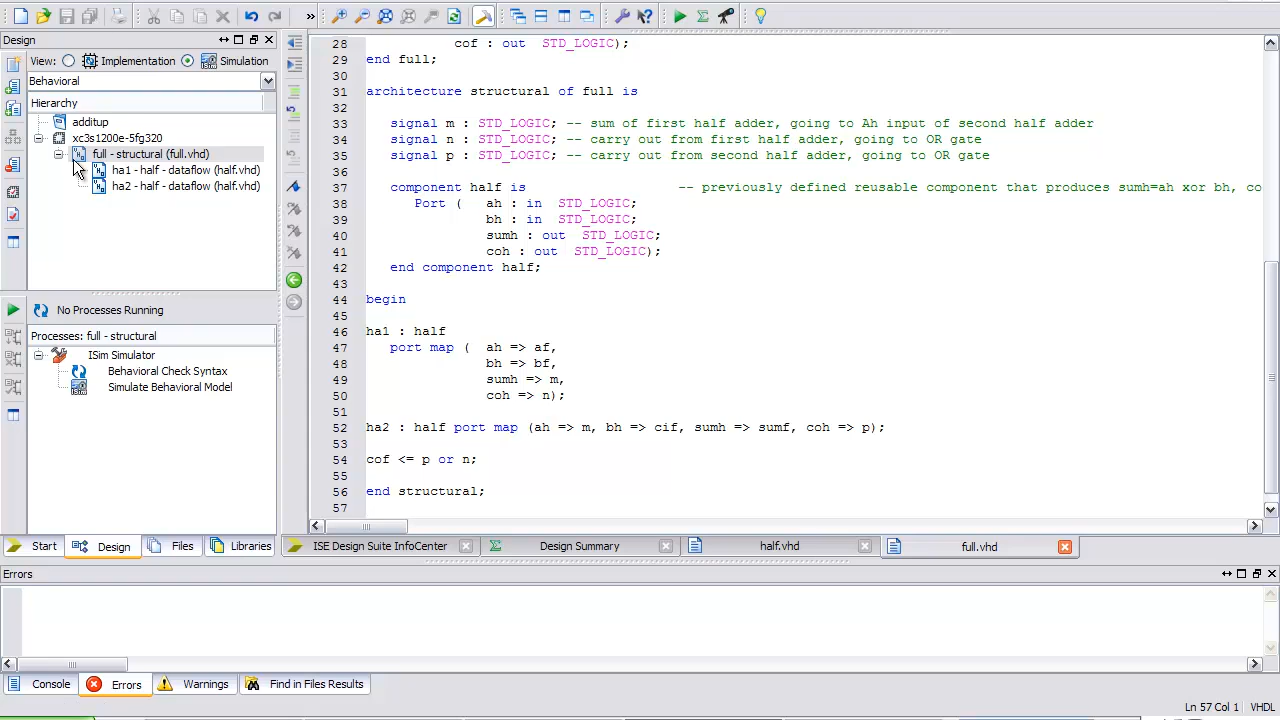 Design
View: Implementation Simulation
Behavioral
Hierarchy
additup
xc3s1200e-5fg320
full - structural (full.vhd)
ha1 - half - dataflow (half.vhd)
ha2 - half - dataflow (half.vhd)
No Processes Running
Processes: full - structural
ISim Simulator
Behavioral Check Syntax
Simulate Behavioral Model
Start Design Files Libraries
28 cof : out STD_LOGIC);
29 end full;
30
31 architecture structural of full is
32
33 signal m : STD_LOGIC; -- sum of first half adder, going to Ah input of second half adder
34 signal n : STD_LOGIC; -- carry out from first half adder, going to OR gate
35 signal p : STD_LOGIC; -- carry out from second half adder, going to OR gate
36
37 component half is -- previously defined reusable component that produces sumh=ah xor bh, co
38 Port ( ah : in STD_LOGIC;
39 bh : in STD_LOGIC;
40 sumh : out STD_LOGIC;
41 coh : out STD_LOGIC);
42 end component half;
43
44 begin
45
46 ha1 : half
47 port map ( ah => af,
48 bh => bf,
49 sumh => m,
50 coh => n);
51
52 ha2 : half port map (ah => m, bh => cif, sumh => sumf, coh => p);
53
54 cof <= p or n;
55
56 end structural;
57
ISE Design Suite InfoCenter Design Summary half.vhd full.vhd
Errors
Console Errors Warnings Find in Files Results
Ln 57 Col 1 VHDL